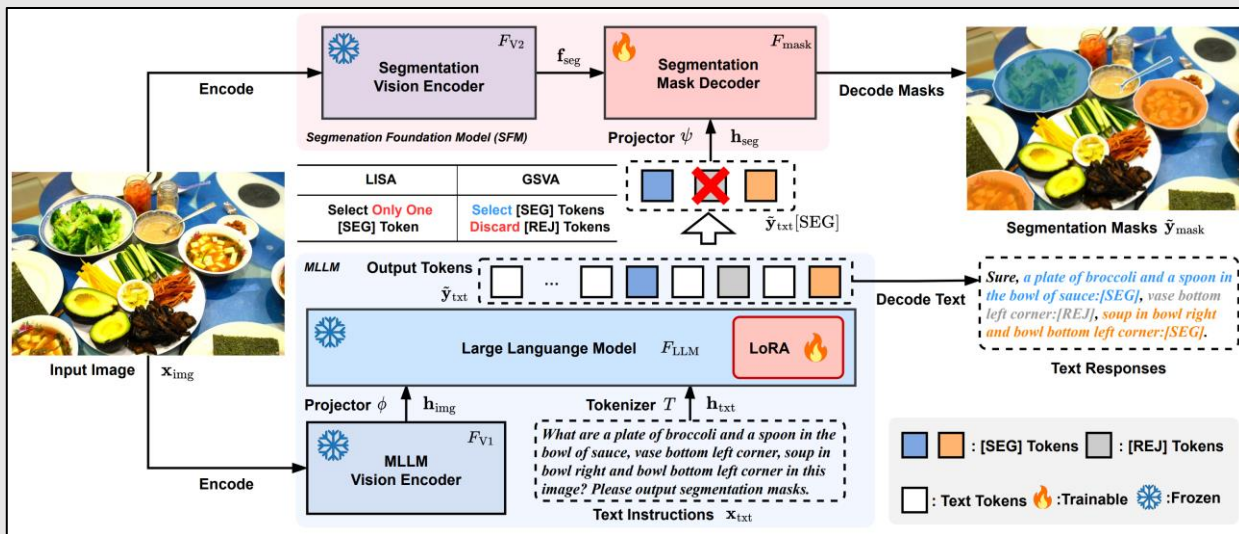 F_V2
Segmentation
Vision Encoder
Segmenation Foundation Model (SFM)
f_seg
F_mask
Segmentation
Mask Decoder
Encode
Decode Masks
Projector ψ h_seg
LISA GSVA
Select Only One Select [SEG] Tokens
[SEG] Token Discard [REJ] Tokens
ỹ_txt[SEG]
Segmentation Masks ỹ_mask
MLLM
Output Tokens
ỹ_txt
...
Decode Text
Sure, a plate of broccoli and a spoon in
the bowl of sauce:[SEG], vase bottom
left corner:[REJ], soup in bowl right
and bowl bottom left corner:[SEG].
Text Responses
Large Languange Model F_LLM
LoRA
Input Image x_img
Projector ϕ h_img
Tokenizer T h_txt
F_V1
MLLM
Vision Encoder
Encode
What are a plate of broccoli and a spoon in the
bowl of sauce, vase bottom left corner, soup in
bowl right and bowl bottom left corner in this
image? Please output segmentation masks.
Text Instructions x_txt
: [SEG] Tokens : [REJ] Tokens
: Text Tokens :Trainable :Frozen